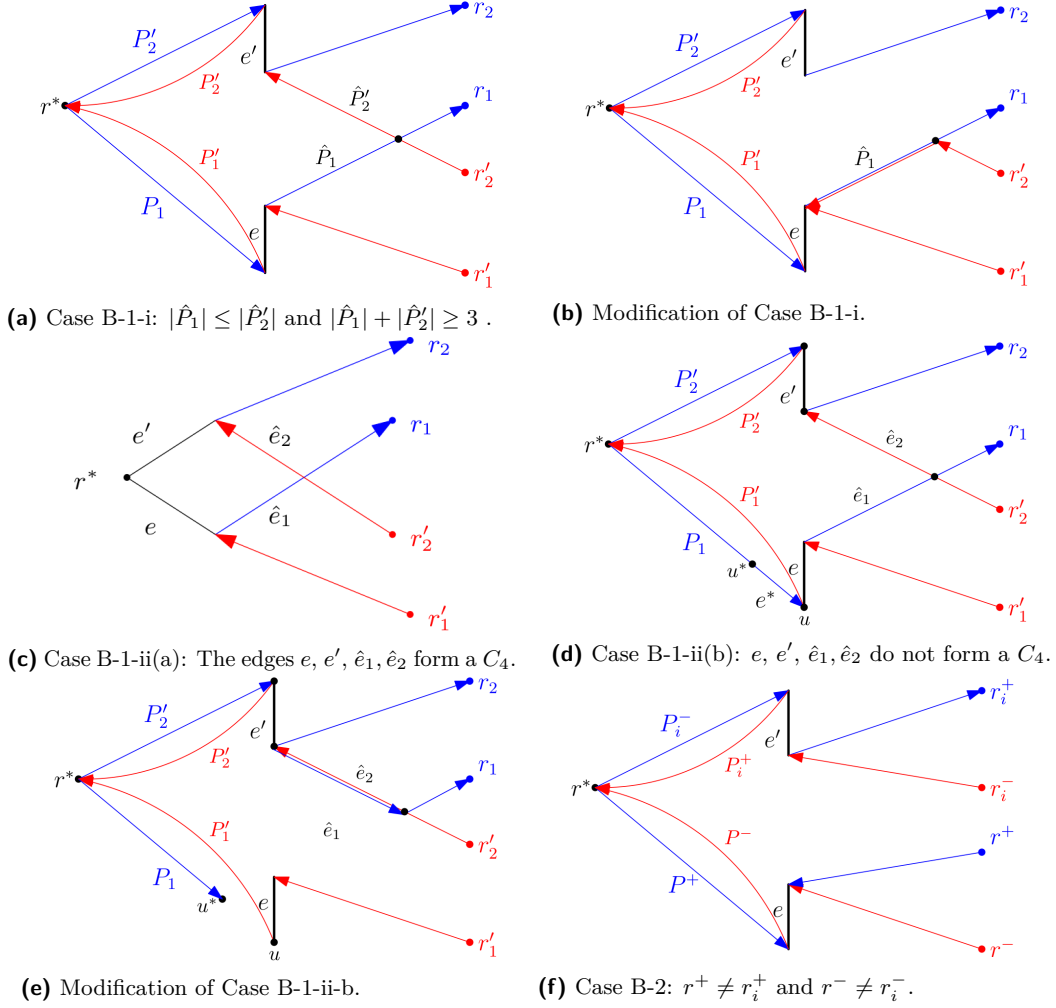 r₂
P′₂
e′
P′₂
P̂′₂
r₁
r*
P′₁
P̂₁
r′₂
P₁
e
r′₁
(a) Case B-1-i: |P̂₁| ≤ |P̂′₂| and |P̂₁| + |P̂′₂| ≥ 3 .
r₂
P′₂
e′
P′₂
r₁
r*
P′₁
P̂₁
r′₂
P₁
e
r′₁
(b) Modification of Case B-1-i.
r₂
e′
ê₂
r₁
r*
e
ê₁
r′₂
r′₁
(c) Case B-1-ii(a): The edges e, e′, ê₁, ê₂ form a C₄.
r₂
P′₂
e′
P′₂
ê₂
r₁
r*
P′₁
ê₁
r′₂
P₁
u*
e
e*
r′₁
u
(d) Case B-1-ii(b): e, e′, ê₁, ê₂ do not form a C₄.
r₂
P′₂
e′
P′₂
ê₂
r₁
r*
P′₁
ê₁
r′₂
P₁
u*
e
r′₁
u
(e) Modification of Case B-1-ii-b.
r⁺ᵢ
P⁻ᵢ
e′
P⁺ᵢ
r⁻ᵢ
r*
P⁻
r⁺
P⁺
e
r⁻
(f) Case B-2: r⁺ ≠ r⁺ᵢ and r⁻ ≠ r⁻ᵢ.